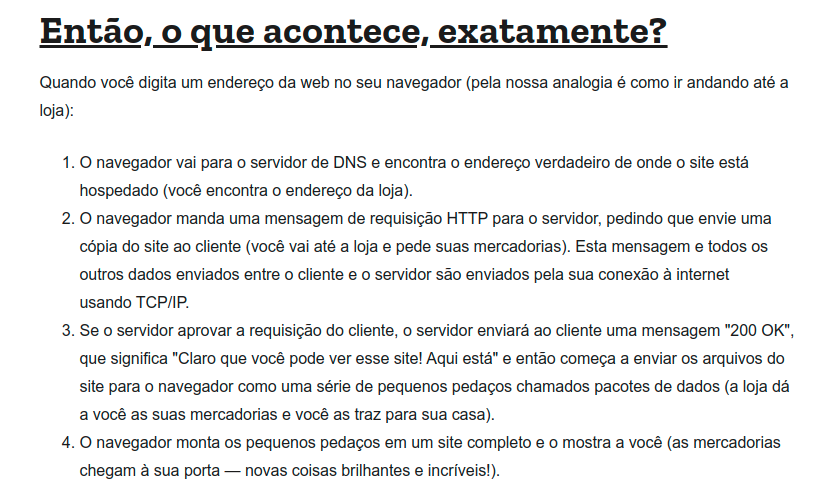 Então, o que acontece, exatamente?
Quando você digita um endereço da web no seu navegador (pela nossa analogia é como ir andando até a
loja):
1. O navegador vai para o servidor de DNS e encontra o endereço verdadeiro de onde o site está
hospedado (você encontra o endereço da loja).
2. O navegador manda uma mensagem de requisição HTTP para o servidor, pedindo que envie uma
cópia do site ao cliente (você vai até a loja e pede suas mercadorias). Esta mensagem e todos os
outros dados enviados entre o cliente e o servidor são enviados pela sua conexão à internet
usando TCP/IP.
3. Se o servidor aprovar a requisição do cliente, o servidor enviará ao cliente uma mensagem "200 OK",
que significa "Claro que você pode ver esse site! Aqui está" e então começa a enviar os arquivos do
site para o navegador como uma série de pequenos pedaços chamados pacotes de dados (a loja dá
a você as suas mercadorias e você as traz para sua casa).
4. O navegador monta os pequenos pedaços em um site completo e o mostra a você (as mercadorias
chegam à sua porta — novas coisas brilhantes e incríveis!).